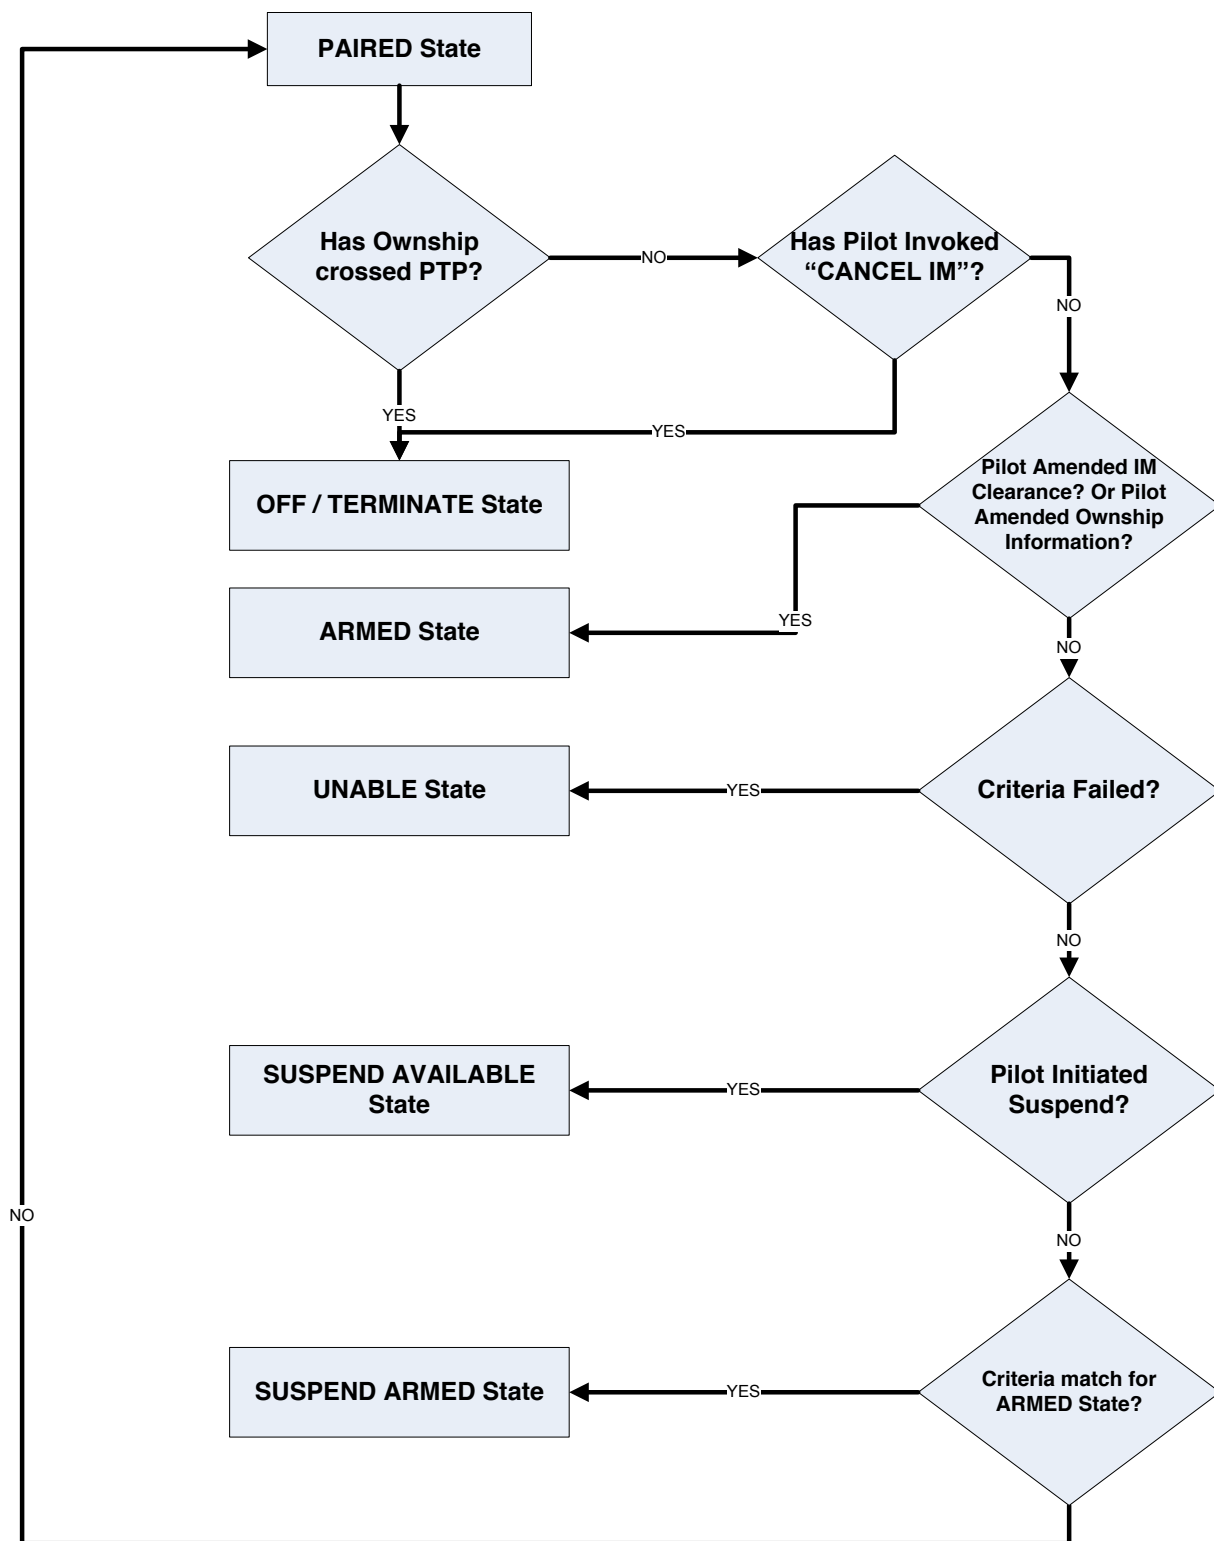 PAIRED State
Has Ownship
crossed PTP?
NO
Has Pilot Invoked
“CANCEL IM”?
NO
YES
YES
OFF / TERMINATE State
Pilot Amended IM
Clearance? Or Pilot
Amended Ownship
Information?
YES
ARMED State
NO
UNABLE State
YES
Criteria Failed?
NO
SUSPEND AVAILABLE
State
YES
Pilot Initiated
Suspend?
NO
NO
SUSPEND ARMED State
YES
Criteria match for
ARMED State?